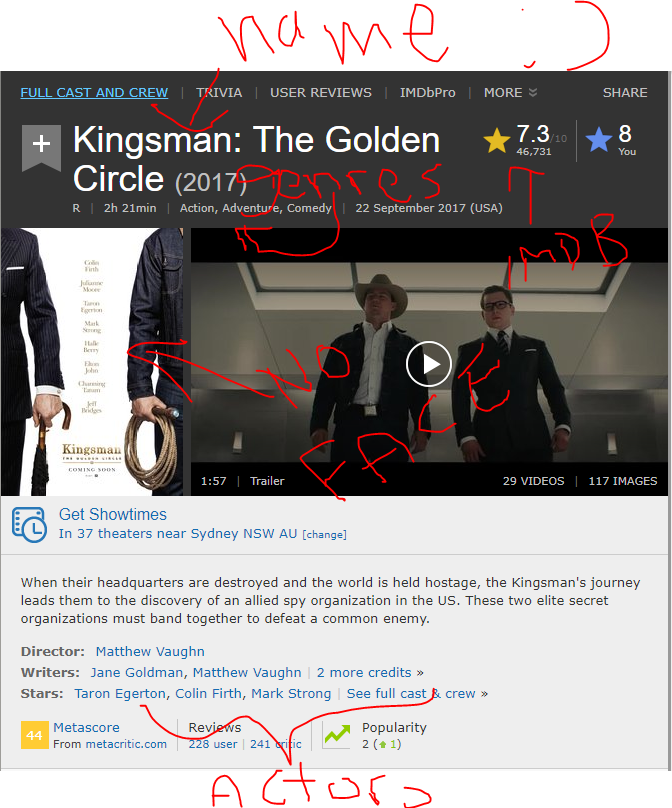 name :)
FULL CAST AND CREW | TRIVIA | USER REVIEWS | IMDbPro | MORE SHARE
+ Kingsman: The Golden
Circle (2017)
7.3/10
46,731
8
You
genres
R | 2h 21min | Action, Adventure, Comedy | 22 September 2017 (USA)
IMDB
Colin
Firth
Julianne
Moore
Taron
Egerton
Mark
Strong
Halle
Berry
Elton
John
Channing
Tatum
Jeff
Bridges
Kingsman
THE GOLDEN CIRCLE
COMING SOON
NO
FACE
1:57 | Trailer 29 VIDEOS | 117 IMAGES
Get Showtimes
In 37 theaters near Sydney NSW AU [change]
When their headquarters are destroyed and the world is held hostage, the Kingsman's journey
leads them to the discovery of an allied spy organization in the US. These two elite secret
organizations must band together to defeat a common enemy.
Director: Matthew Vaughn
Writers: Jane Goldman, Matthew Vaughn | 2 more credits »
Stars: Taron Egerton, Colin Firth, Mark Strong | See full cast & crew »
44 Metascore
From metacritic.com
Reviews
228 user | 241 critic
Popularity
2 (↑ 1)
Actors